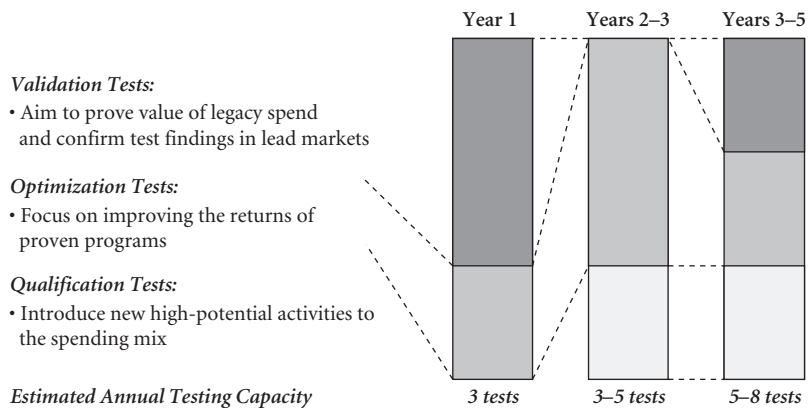 Year 1 Years 2–3 Years 3–5
Validation Tests:
• Aim to prove value of legacy spend
and confirm test findings in lead markets
Optimization Tests:
• Focus on improving the returns of
proven programs
Qualification Tests:
• Introduce new high-potential activities to
the spending mix
Estimated Annual Testing Capacity 3 tests 3–5 tests 5–8 tests